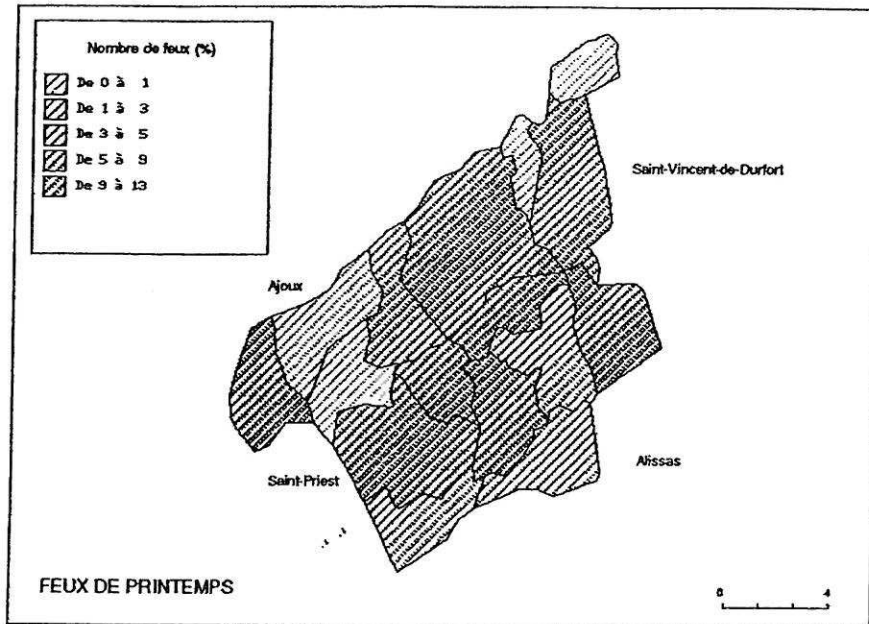 Nombre de feux (%)
De 0 à 1
De 1 à 3
De 3 à 5
De 5 à 9
De 9 à 13
Saint-Vincent-de-Durfort
Ajoux
Alissas
Saint-Priest
FEUX DE PRINTEMPS
0 4